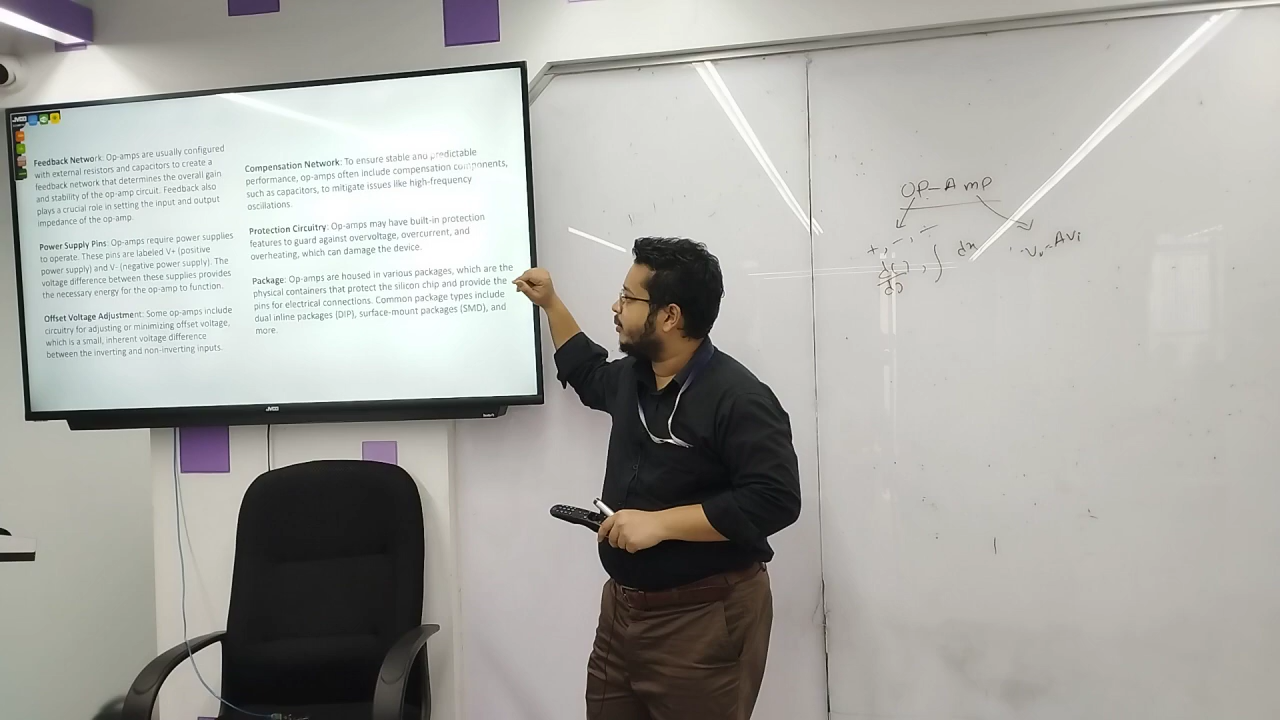 JVCO
Feedback Network: Op-amps are usually configured
with external resistors and capacitors to create a
feedback network that determines the overall gain
and stability of the op-amp circuit. Feedback also
plays a crucial role in setting the input and output
impedance of the op-amp.
Power Supply Pins: Op-amps require power supplies
to operate. These pins are labeled V+ (positive
power supply) and V- (negative power supply). The
voltage difference between these supplies provides
the necessary energy for the op-amp to function.
Offset Voltage Adjustment: Some op-amps include
circuitry for adjusting or minimizing offset voltage,
which is a small, inherent voltage difference
between the inverting and non-inverting inputs.
Compensation Network: To ensure stable and predictable
performance, op-amps often include compensation components,
such as capacitors, to mitigate issues like high-frequency
oscillations.
Protection Circuitry: Op-amps may have built-in protection
features to guard against overvoltage, overcurrent, and
overheating, which can damage the device.
Package: Op-amps are housed in various packages, which are the
physical containers that protect the silicon chip and provide the
pins for electrical connections. Common package types include
dual inline packages (DIP), surface-mount packages (SMD), and
more.
JVCO
OP-AMP
∫ dx